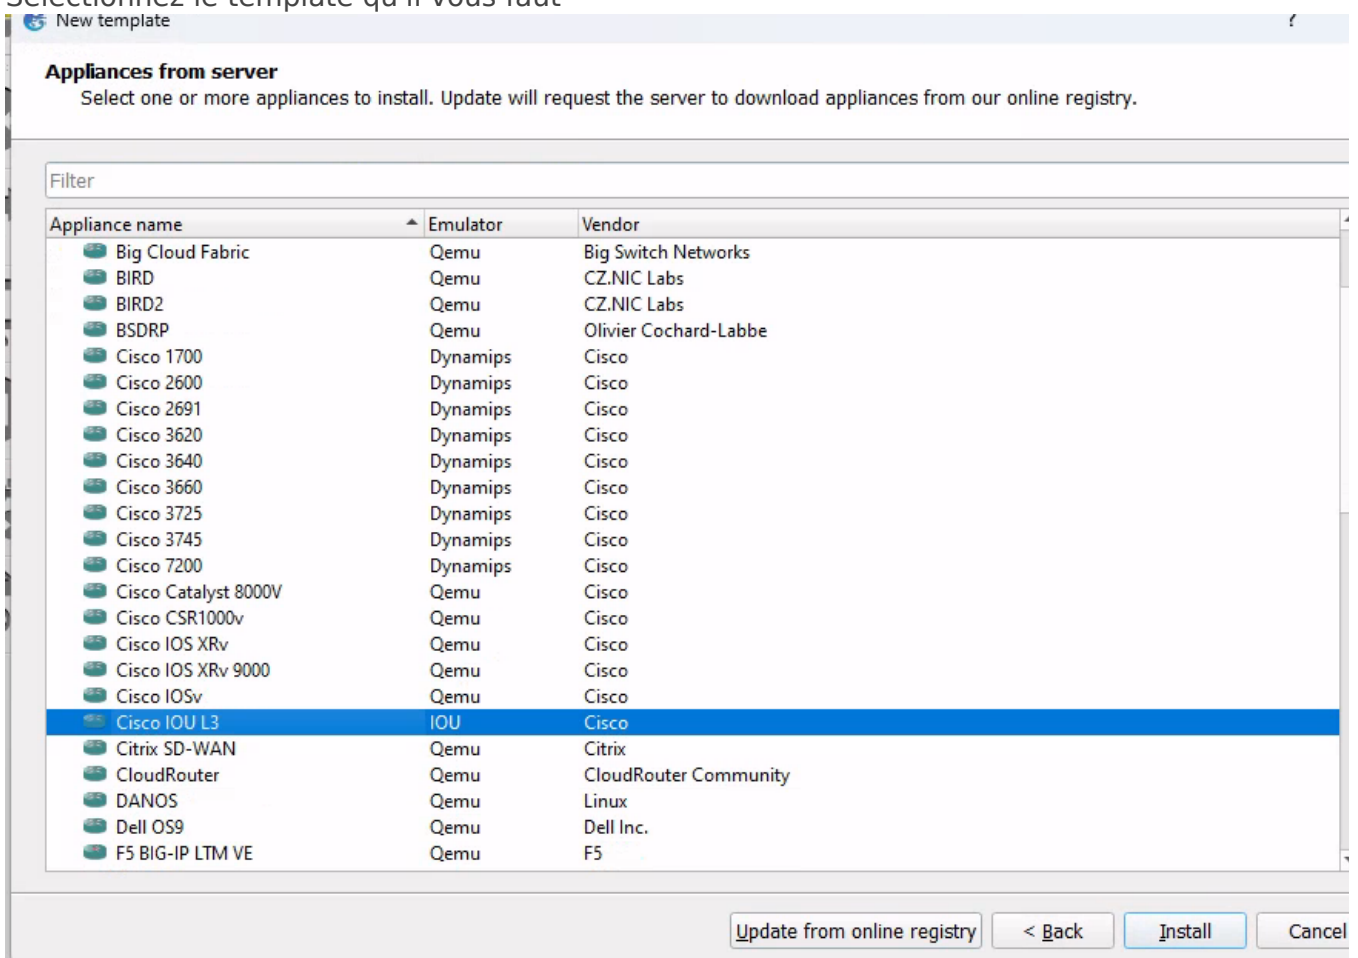 Sélectionnez le template qu'il vous faut
New template ?
Appliances from server
Select one or more appliances to install. Update will request the server to download appliances from our online registry.
Filter
Appliance name Emulator Vendor
Big Cloud Fabric Qemu Big Switch Networks
BIRD Qemu CZ.NIC Labs
BIRD2 Qemu CZ.NIC Labs
BSDRP Qemu Olivier Cochard-Labbe
Cisco 1700 Dynamips Cisco
Cisco 2600 Dynamips Cisco
Cisco 2691 Dynamips Cisco
Cisco 3620 Dynamips Cisco
Cisco 3640 Dynamips Cisco
Cisco 3660 Dynamips Cisco
Cisco 3725 Dynamips Cisco
Cisco 3745 Dynamips Cisco
Cisco 7200 Dynamips Cisco
Cisco Catalyst 8000V Qemu Cisco
Cisco CSR1000v Qemu Cisco
Cisco IOS XRv Qemu Cisco
Cisco IOS XRv 9000 Qemu Cisco
Cisco IOSv Qemu Cisco
Cisco IOU L3 IOU Cisco
Citrix SD-WAN Qemu Citrix
CloudRouter Qemu CloudRouter Community
DANOS Qemu Linux
Dell OS9 Qemu Dell Inc.
F5 BIG-IP LTM VE Qemu F5
Update from online registry < Back Install Cancel